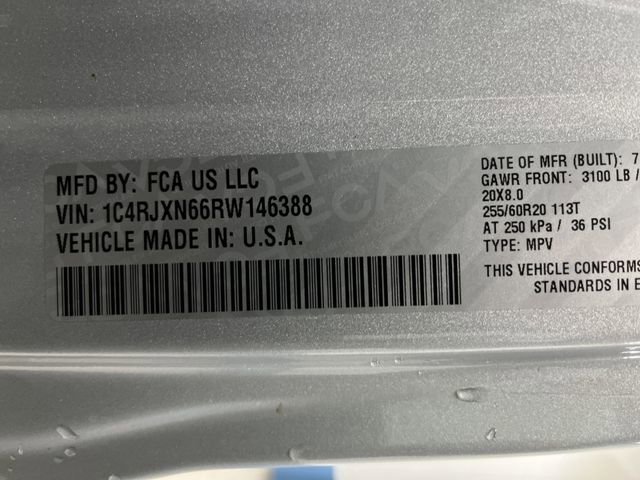 MFD BY: FCA US LLC
VIN: 1C4RJXN66RW146388
VEHICLE MADE IN: U.S.A.
DATE OF MFR (BUILT): 7
GAWR FRONT: 3100 LB /
20X8.0
255/60R20 113T
AT 250 kPa / 36 PSI
TYPE: MPV
THIS VEHICLE CONFORMS
STANDARDS IN E